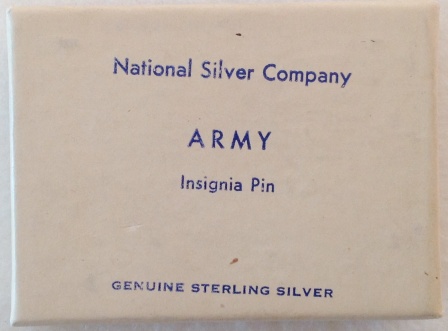 National Silver Company
ARMY
Insignia Pin
GENUINE STERLING SILVER